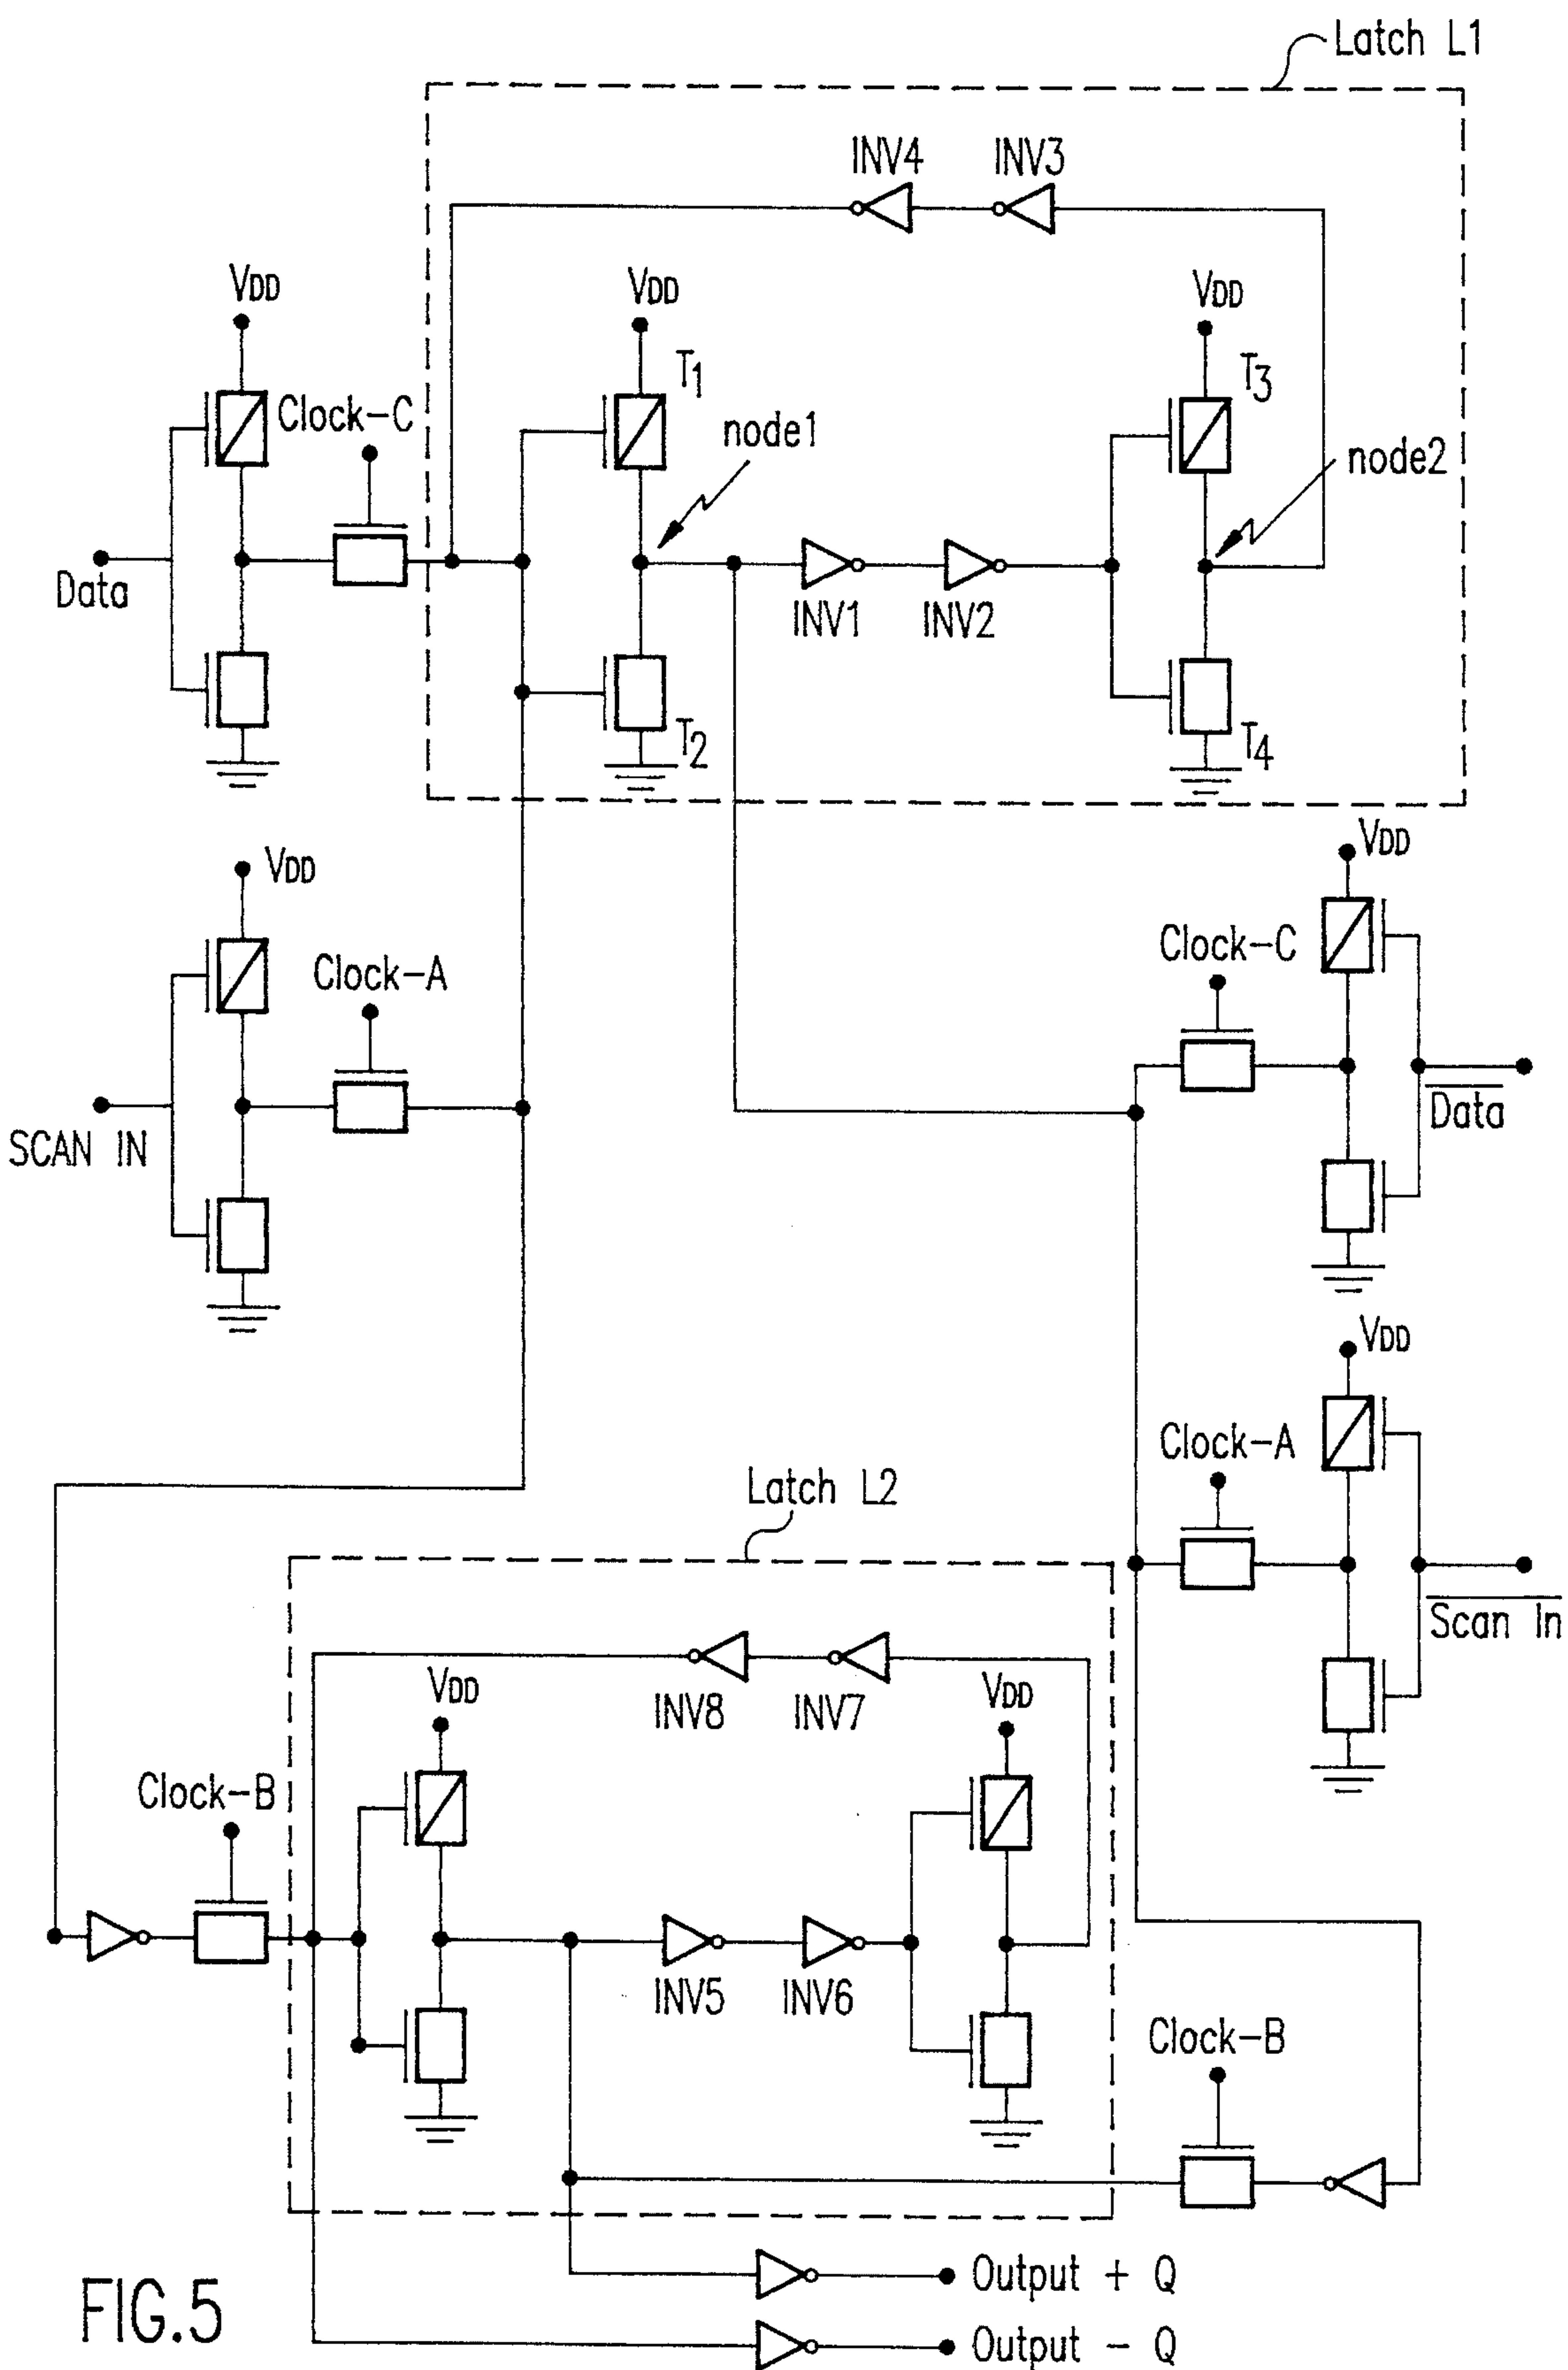 Latch L1
INV4
INV3
VDD
VDD
VDD
T1
T3
Clock-C
node1
node2
Data
INV1
INV2
T2
T4
VDD
VDD
Clock-A
Clock-C
SCAN IN
Data
VDD
Clock-A
Latch L2
Scan In
VDD
INV8
INV7
VDD
Clock-B
INV5
INV6
Clock-B
Output + Q
FIG.5
Output - Q